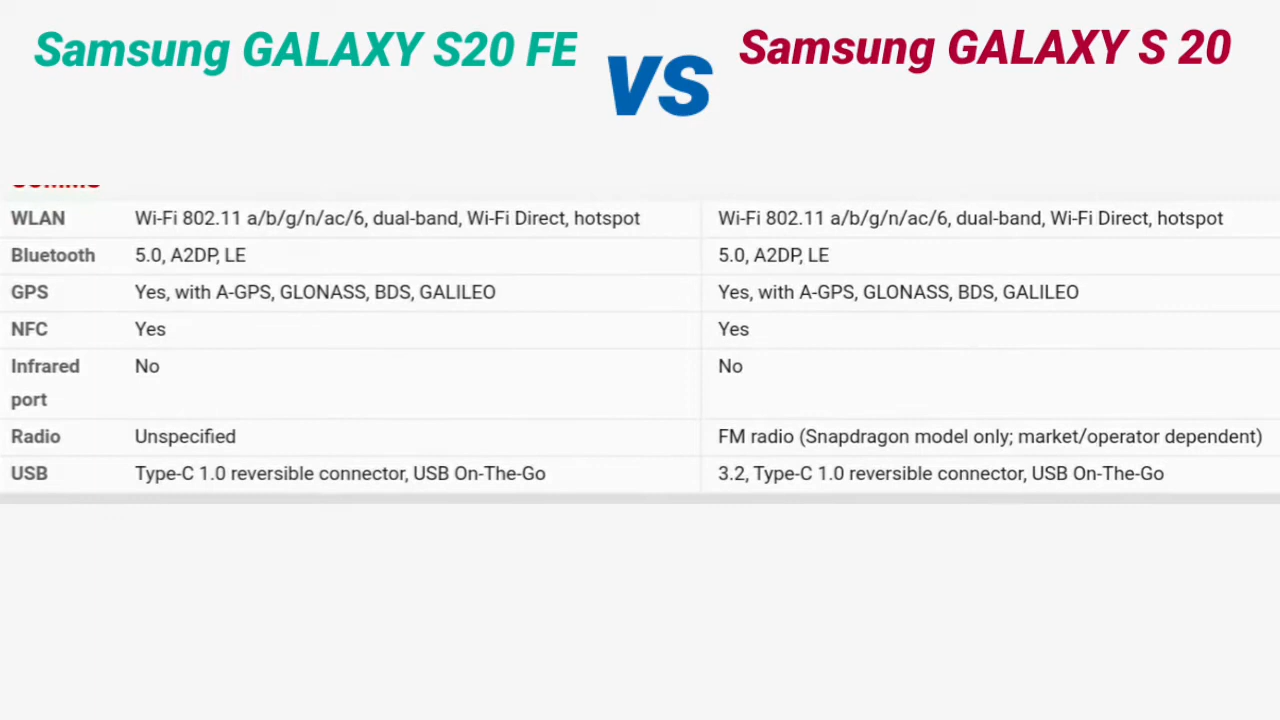 Samsung GALAXY S20 FE
VS
Samsung GALAXY S 20
WLAN Wi-Fi 802.11 a/b/g/n/ac/6, dual-band, Wi-Fi Direct, hotspot Wi-Fi 802.11 a/b/g/n/ac/6, dual-band, Wi-Fi Direct, hotspot
Bluetooth 5.0, A2DP, LE 5.0, A2DP, LE
GPS Yes, with A-GPS, GLONASS, BDS, GALILEO Yes, with A-GPS, GLONASS, BDS, GALILEO
NFC Yes Yes
Infrared No No
port
Radio Unspecified FM radio (Snapdragon model only; market/operator dependent)
USB Type-C 1.0 reversible connector, USB On-The-Go 3.2, Type-C 1.0 reversible connector, USB On-The-Go